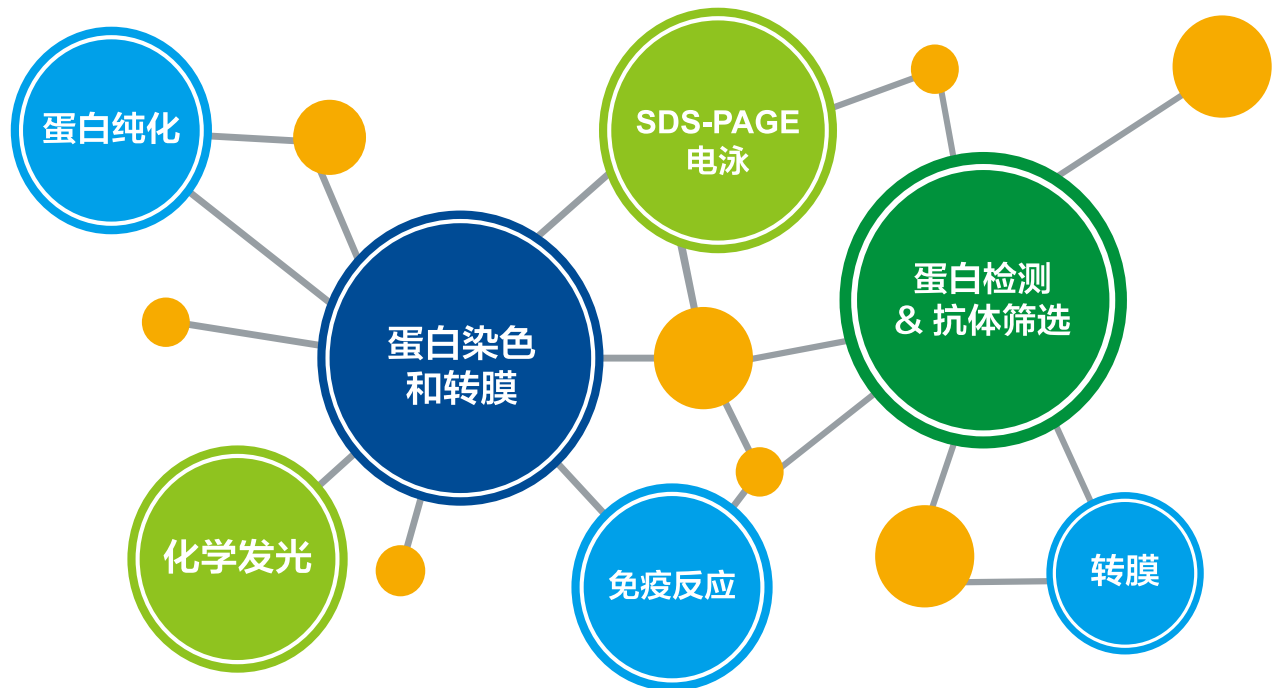 蛋白纯化
SDS-PAGE
电泳
蛋白检测
& 抗体筛选
蛋白染色
和转膜
化学发光
免疫反应
转膜